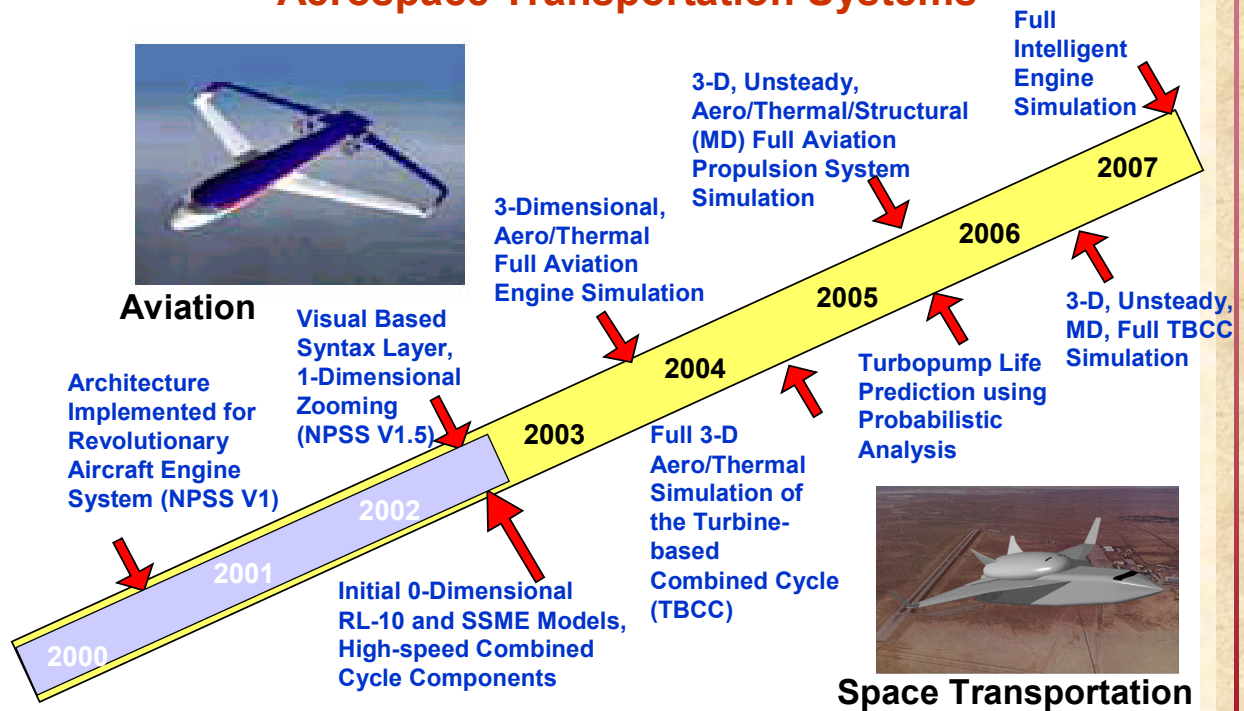 Aerospace Transportation Systems
Full
Intelligent
Engine
Simulation
3-D, Unsteady,
Aero/Thermal/Structural
(MD) Full Aviation
Propulsion System
Simulation
3-Dimensional,
Aero/Thermal
Full Aviation
Engine Simulation
Aviation
Visual Based
Syntax Layer,
1-Dimensional
Zooming
(NPSS V1.5)
Architecture
Implemented for
Revolutionary
Aircraft Engine
System (NPSS V1)
2000
2001
2002
2003
2004
2005
2006
2007
Initial 0-Dimensional
RL-10 and SSME Models,
High-speed Combined
Cycle Components
Full 3-D
Aero/Thermal
Simulation of
the Turbine-
based
Combined Cycle
(TBCC)
Turbopump Life
Prediction using
Probabilistic
Analysis
3-D, Unsteady,
MD, Full TBCC
Simulation
Space Transportation